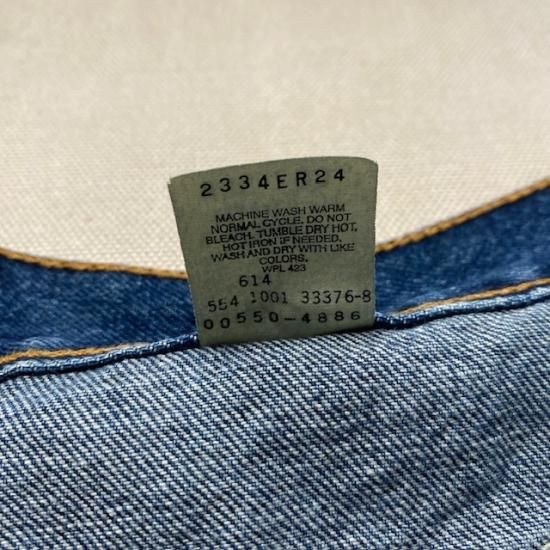 2334ER24
MACHINE WASH WARM
NORMAL CYCLE. DO NOT
BLEACH. TUMBLE DRY HOT,
HOT IRON IF NEEDED.
WASH AND DRY WITH LIKE
COLORS.
WPL 423
614
554 1001 33376-8
00550-4886